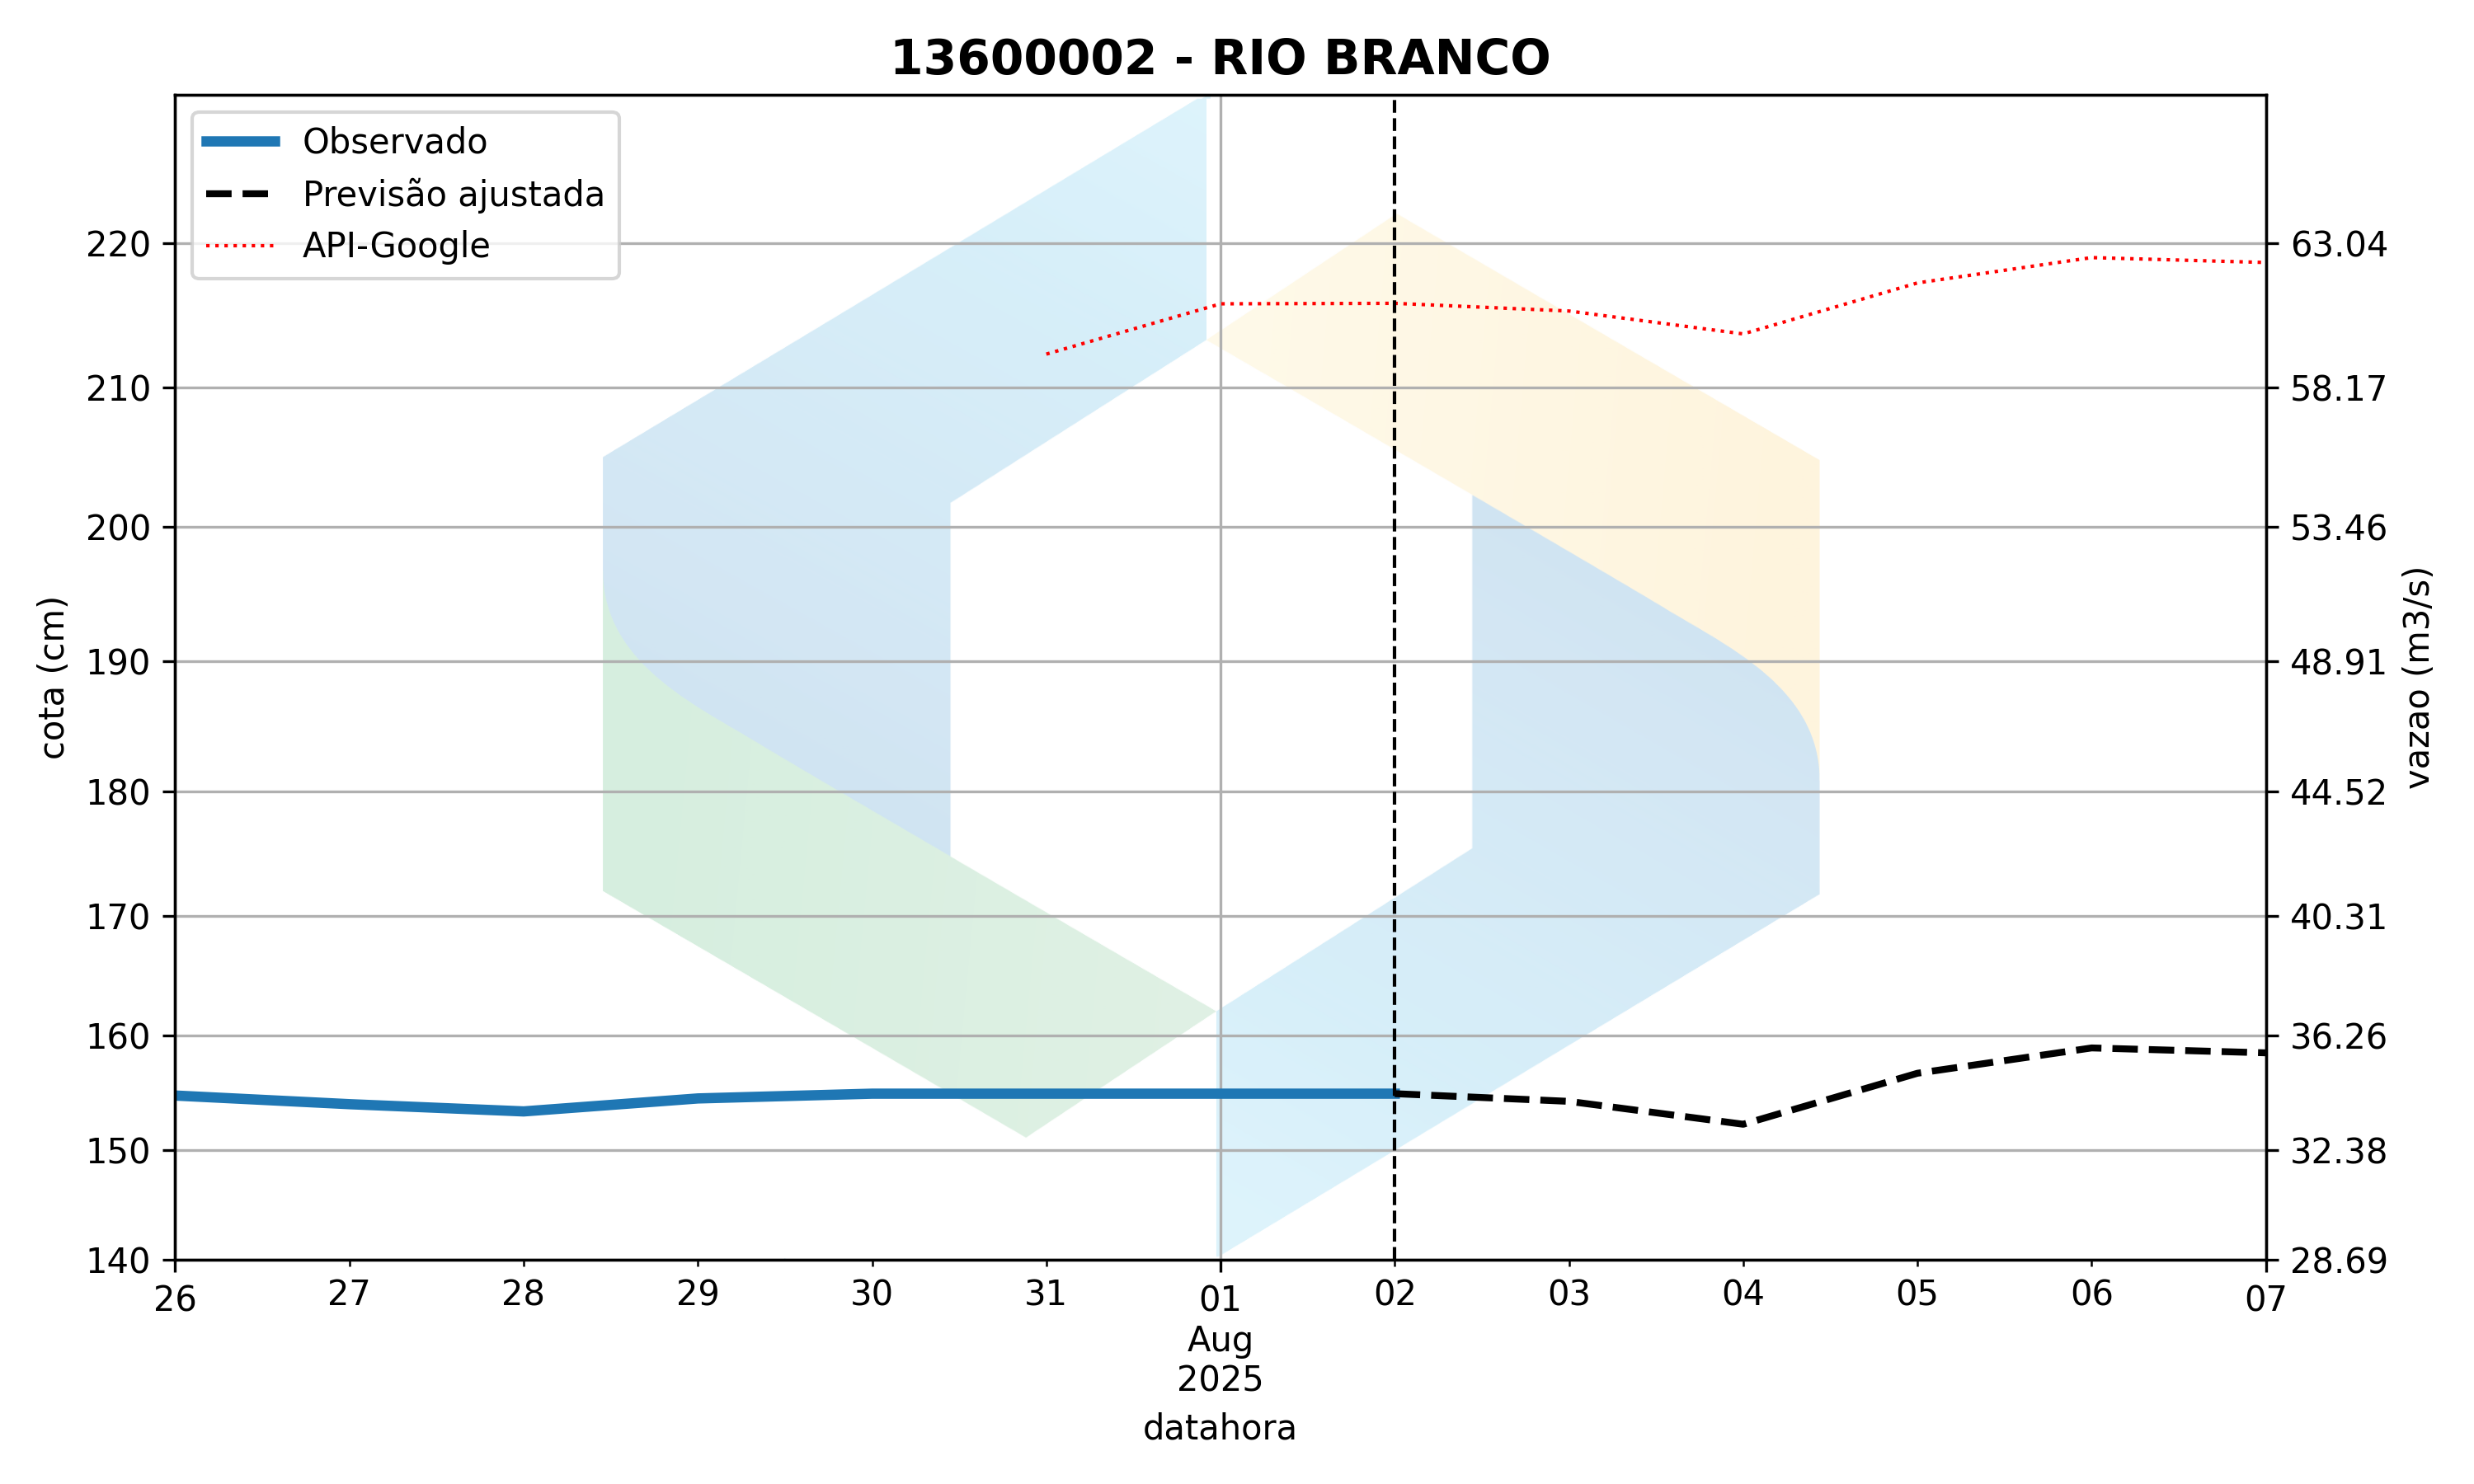 13600002 - RIO BRANCO
Observado
Previsão ajustada
API-Google
cota (cm)
220
210
200
190
180
170
160
150
140
63.04
58.17
53.46
48.91
44.52
40.31
36.26
32.38
28.69
vazao (m3/s)
26 27 28 29 30 31 01 02 03 04 05 06 07
Aug
2025
datahora